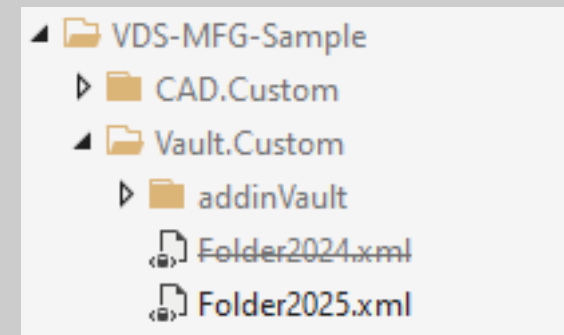 VDS-MFG-Sample
CAD.Custom
Vault.Custom
addinVault
Folder2024.xml
Folder2025.xml